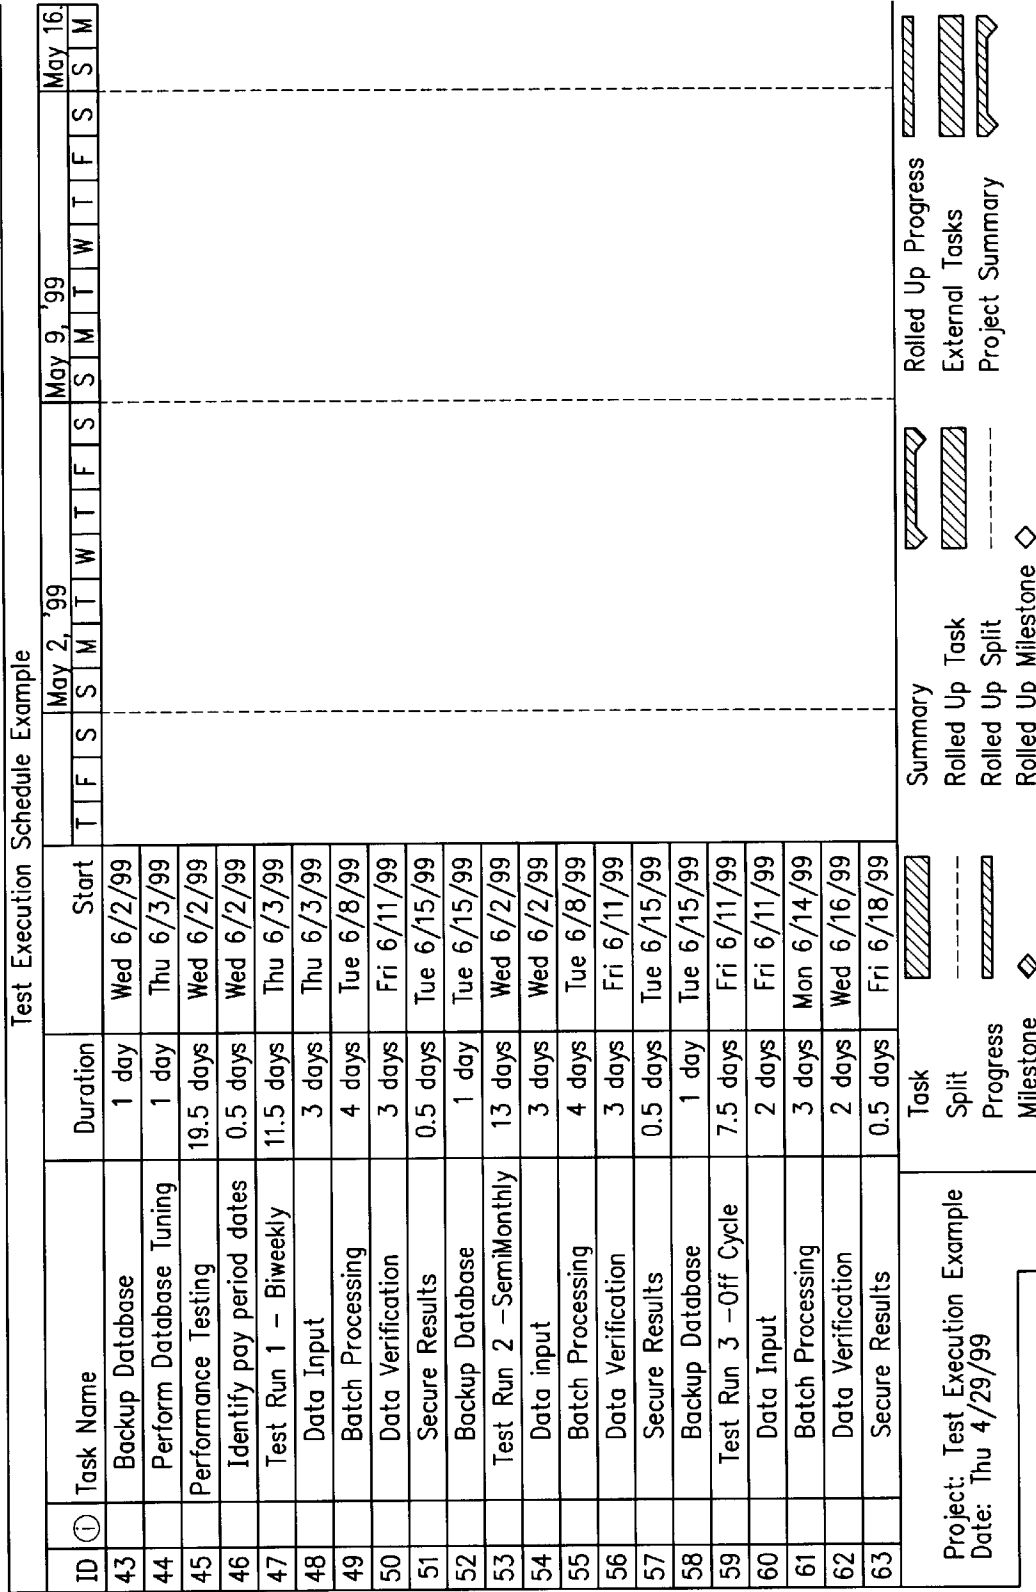 Test Execution Schedule Example
May 2, '99 May 9, '99 May 16,
ID i Task Name Duration Start T F S S M T W T F S S M T W T F S S M
43 Backup Database 1 day Wed 6/2/99
44 Perform Database Tuning 1 day Thu 6/3/99
45 Performance Testing 19.5 days Wed 6/2/99
46 Identify pay period dates 0.5 days Wed 6/2/99
47 Test Run 1 – Biweekly 11.5 days Thu 6/3/99
48 Data Input 3 days Thu 6/3/99
49 Batch Processing 4 days Tue 6/8/99
50 Data Verification 3 days Fri 6/11/99
51 Secure Results 0.5 days Tue 6/15/99
52 Backup Database 1 day Tue 6/15/99
53 Test Run 2 –SemiMonthly 13 days Wed 6/2/99
54 Data input 3 days Wed 6/2/99
55 Batch Processing 4 days Tue 6/8/99
56 Data Verification 3 days Fri 6/11/99
57 Secure Results 0.5 days Tue 6/15/99
58 Backup Database 1 day Tue 6/15/99
59 Test Run 3 –Off Cycle 7.5 days Fri 6/11/99
60 Data Input 2 days Fri 6/11/99
61 Batch Processing 3 days Mon 6/14/99
62 Data Verification 2 days Wed 6/16/99
63 Secure Results 0.5 days Fri 6/18/99
Project: Test Execution Example
Date: Thu 4/29/99
Task Summary Rolled Up Progress
Split Rolled Up Task External Tasks
Progress Rolled Up Split Project Summary
Milestone Rolled Up Milestone